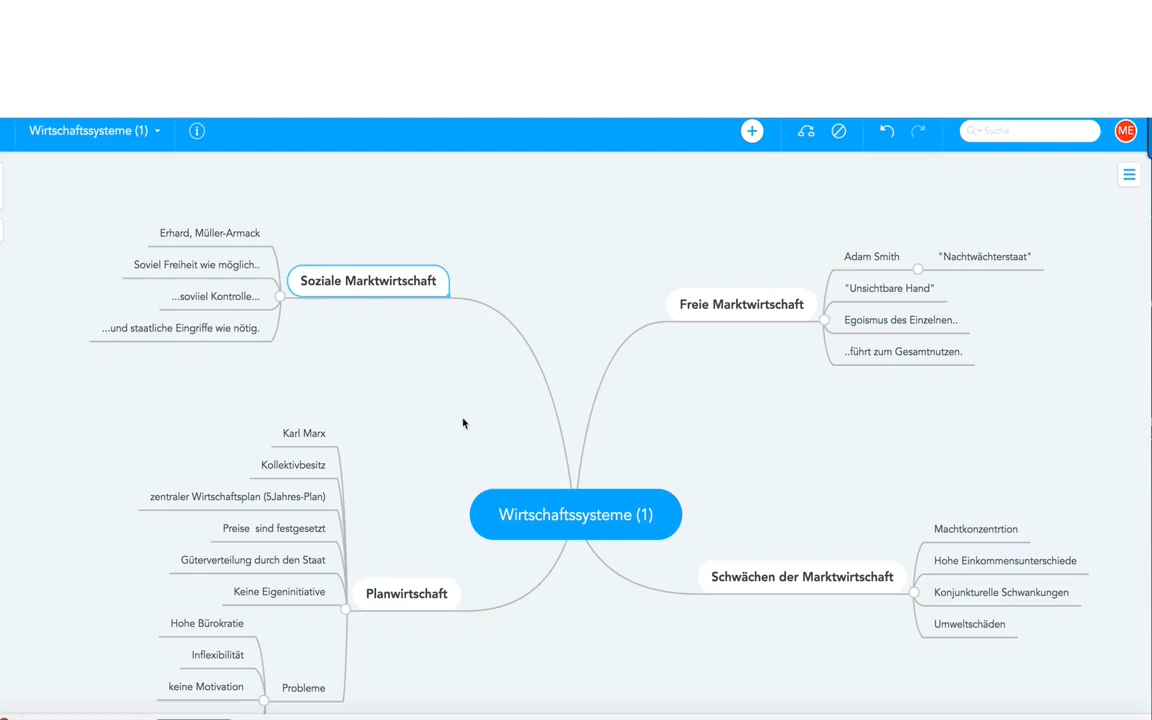 Wirtschaftssysteme (1)
Suche
ME
Erhard, Müller-Armack
Soviel Freiheit wie möglich..
...soviiel Kontrolle...
...und staatliche Eingriffe wie nötig.
Soziale Marktwirtschaft
Freie Marktwirtschaft
Adam Smith
"Nachtwächterstaat"
"Unsichtbare Hand"
Egoismus des Einzelnen..
..führt zum Gesamtnutzen.
Karl Marx
Kollektivbesitz
zentraler Wirtschaftsplan (5Jahres-Plan)
Preise  sind festgesetzt
Güterverteilung durch den Staat
Keine Eigeninitiative
Planwirtschaft
Hohe Bürokratie
Inflexibilität
keine Motivation
Probleme
Wirtschaftssysteme (1)
Schwächen der Marktwirtschaft
Machtkonzentrtion
Hohe Einkommensunterschiede
Konjunkturelle Schwankungen
Umweltschäden